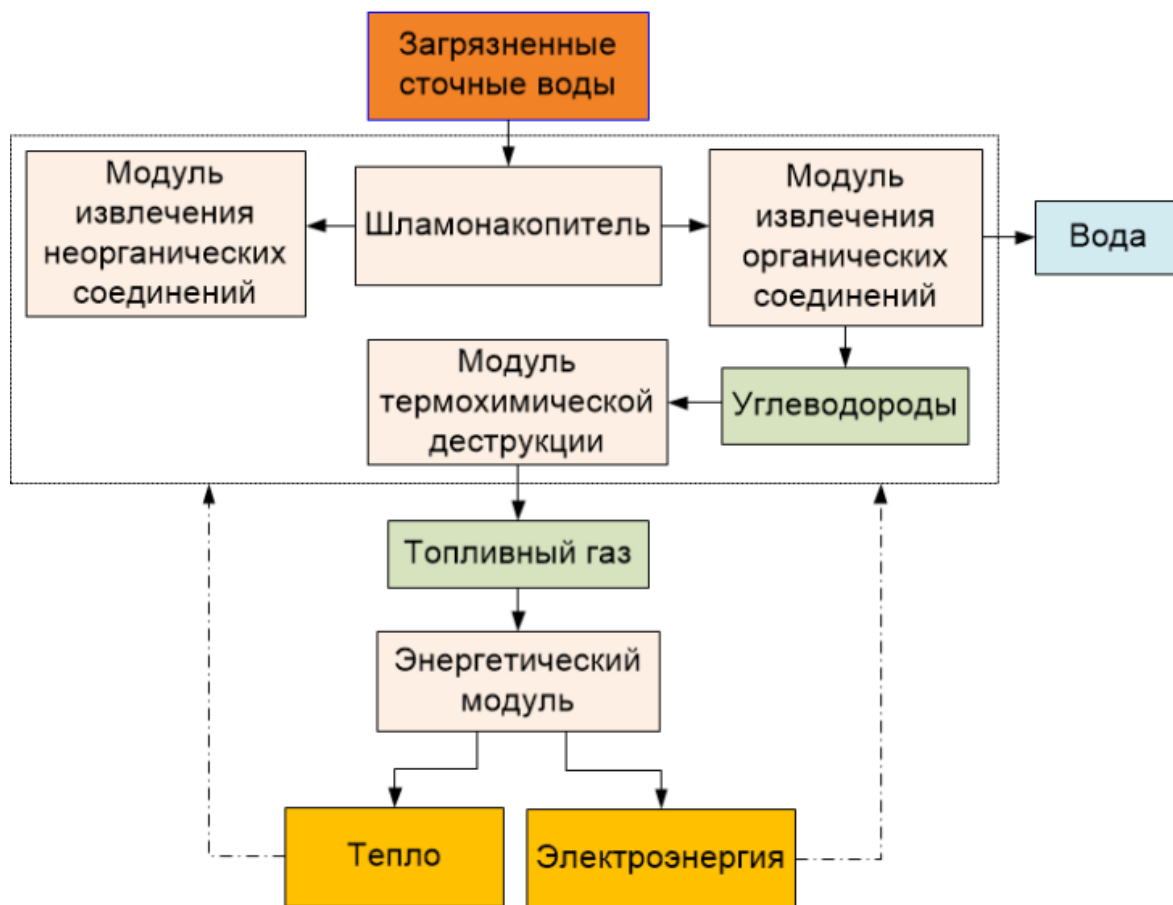 Загрязненные
сточные воды
Модуль
извлечения
неорганических
соединений
Шламонакопитель
Модуль
извлечения
органических
соединений
Вода
Модуль
термохимической
деструкции
Углеводороды
Топливный газ
Энергетический
модуль
Тепло
Электроэнергия